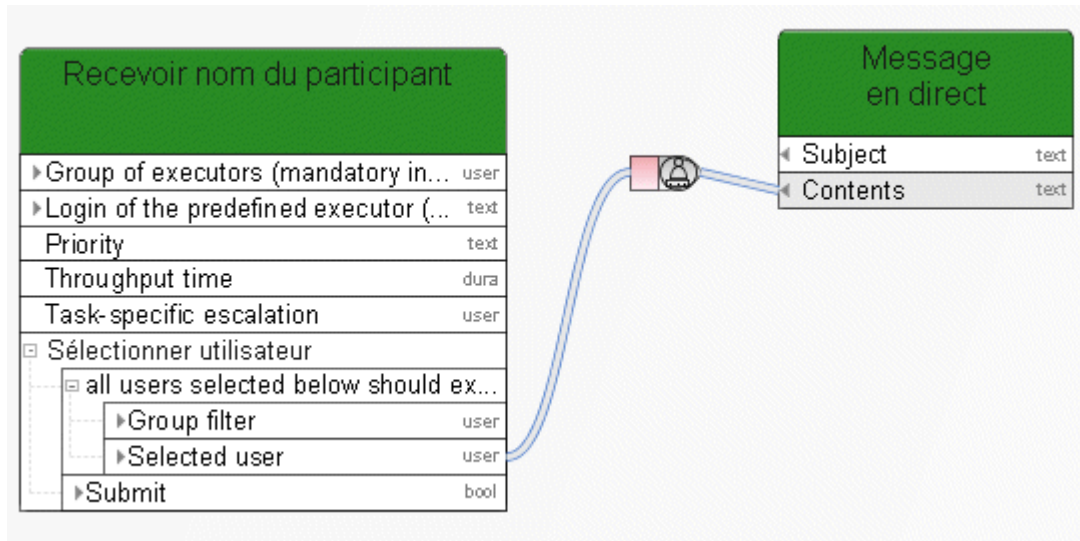 Recevoir nom du participant
Group of executors (mandatory in... user
Login of the predefined executor (... text
Priority text
Throughput time dura
Task-specific escalation user
Sélectionner utilisateur
all users selected below should ex...
Group filter user
Selected user user
Submit bool
Message
en direct
Subject text
Contents text